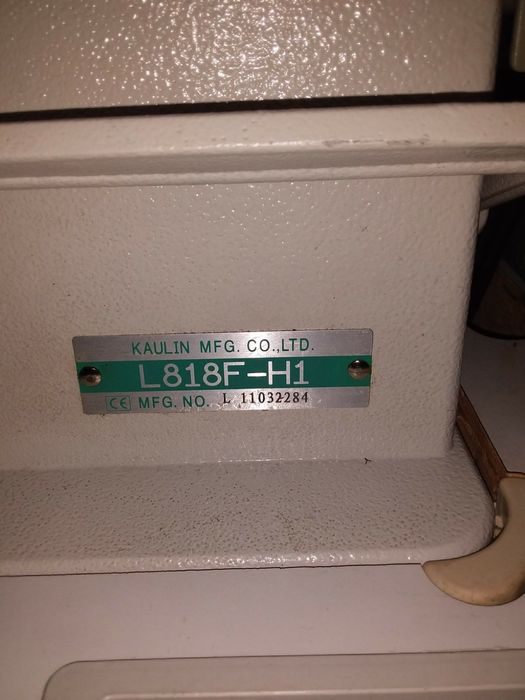 KAULIN MFG. CO.,LTD.
L818F-H1
CE MFG. NO. L 11032284